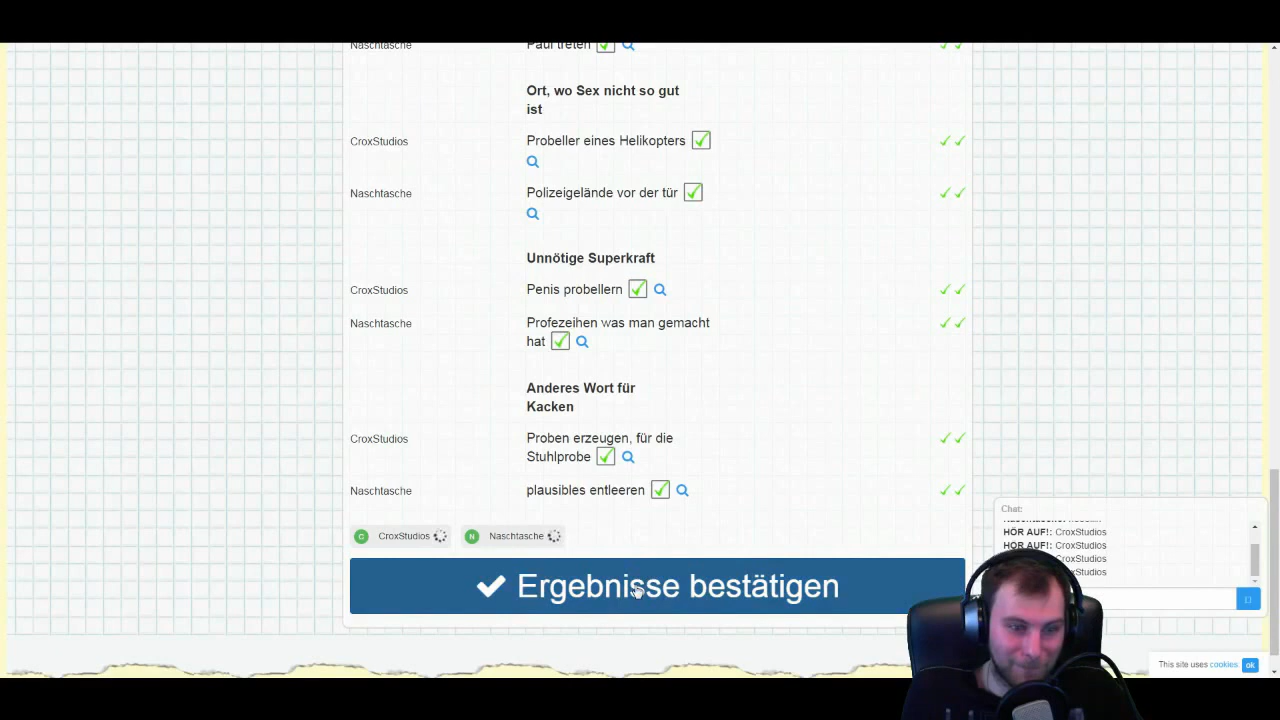 Naschtasche Paul treten
Ort, wo Sex nicht so gut
ist
CroxStudios Probeller eines Helikopters
Naschtasche Polizeigelände vor der tür
Unnötige Superkraft
CroxStudios Penis probellern
Naschtasche Profezeihen was man gemacht
hat
Anderes Wort für
Kacken
CroxStudios Proben erzeugen, für die
Stuhlprobe
Naschtasche plausibles entleeren
C CroxStudios N Naschtasche
Ergebnisse bestätigen
Chat:
HÖR AUF!: CroxStudios
HÖR AUF!: CroxStudios
CroxStudios
CroxStudios
This site uses cookies ok